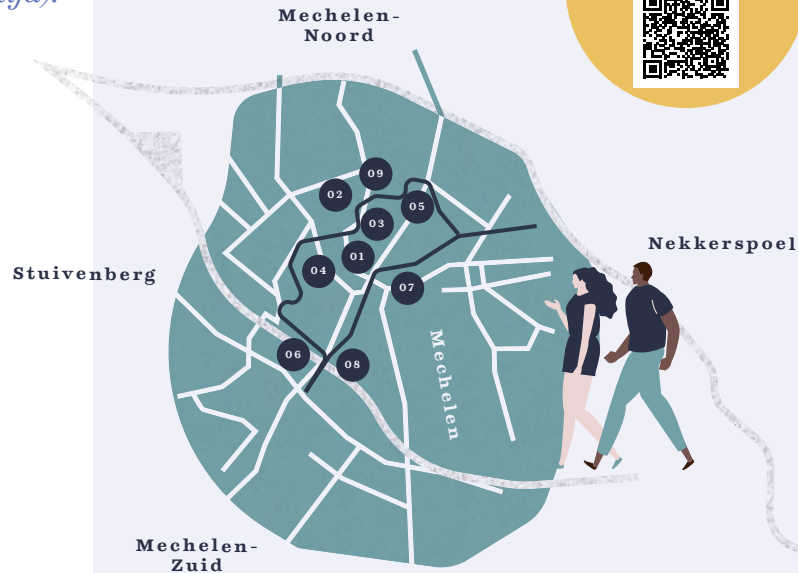 Mechelen-
Noord
09
02
05
03
Nekkerspoel
01
04
Stuivenberg
07
Mechelen
06
08
Mechelen-
Zuid